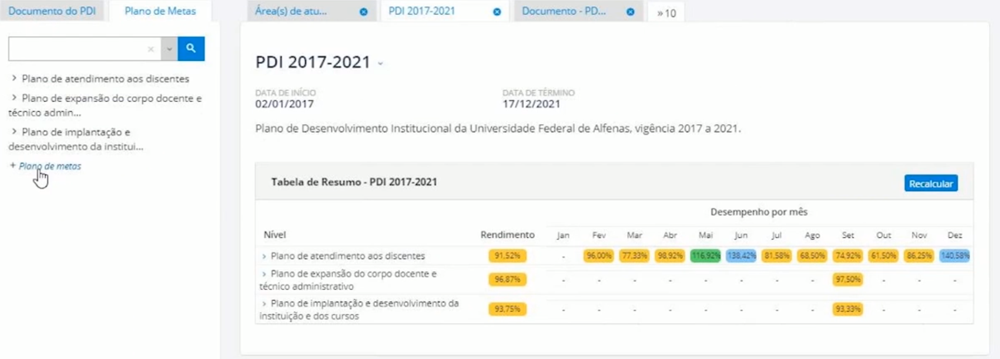 Documento do PDI Plano de Metas Área(s) de atu... PDI 2017-2021 Documento - PD... » 10
PDI 2017-2021
DATA DE INÍCIO DATA DE TÉRMINO
02/01/2017 17/12/2021
Plano de Desenvolvimento Institucional da Universidade Federal de Alfenas, vigência 2017 a 2021.
> Plano de atendimento aos discentes
> Plano de expansão do corpo docente e
técnico admin...
> Plano de implantação e
desenvolvimento da institui...
+ Plano de metas
Tabela de Resumo - PDI 2017-2021 Recalcular
Desempenho por mês
Nível Rendimento Jan Fev Mar Abr Mai Jun Jul Ago Set Out Nov Dez
> Plano de atendimento aos discentes 91,52% - 96,00% 77,33% 98,92% 116,92% 138,42% 81,58% 68,50% 74,92% 61,50% 86,25% 140,58%
> Plano de expansão do corpo docente e
técnico administrativo 96,87% - - - - - - - - 97,50% - - -
> Plano de implantação e desenvolvimento da
instituição e dos cursos 93,75% - - - - - - - - 93,33% - - -